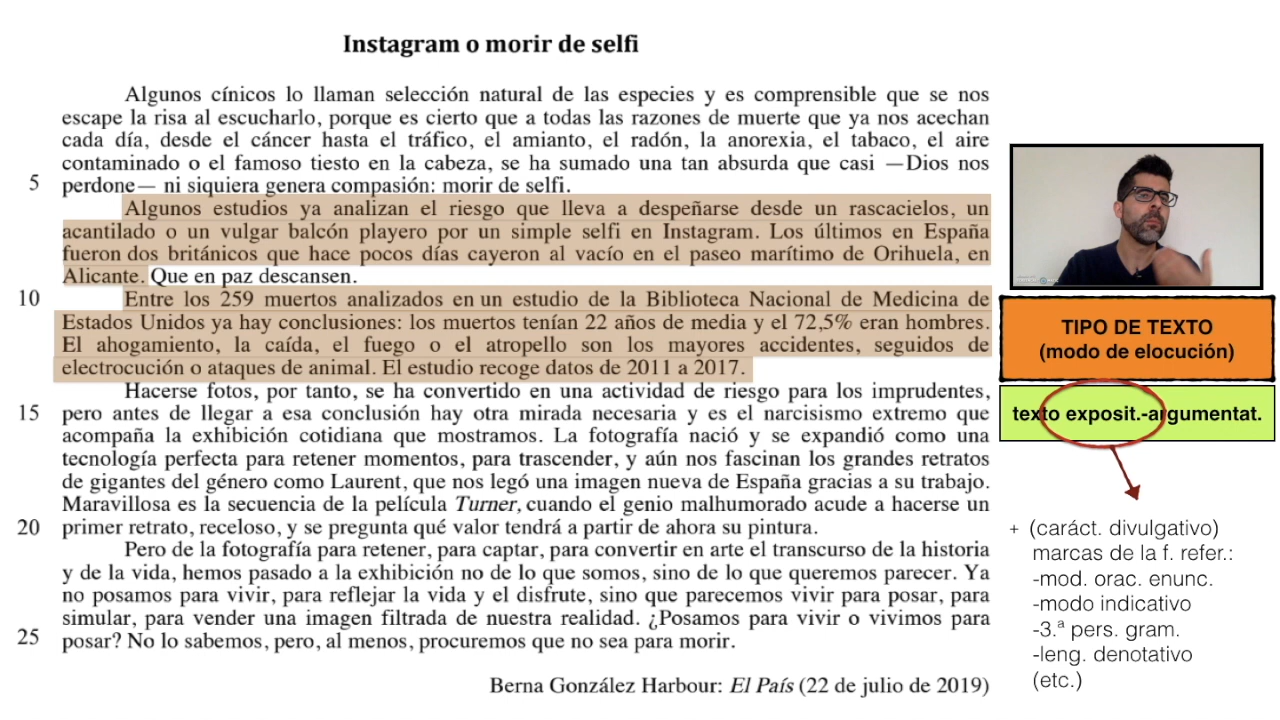 Instagram o morir de selfi
Algunos cínicos lo llaman selección natural de las especies y es comprensible que se nos
escape la risa al escucharlo, porque es cierto que a todas las razones de muerte que ya nos acechan
cada día, desde el cáncer hasta el tráfico, el amianto, el radón, la anorexia, el tabaco, el aire
contaminado o el famoso tiesto en la cabeza, se ha sumado una tan absurda que casi —Dios nos
5 perdone— ni siquiera genera compasión: morir de selfi.
Algunos estudios ya analizan el riesgo que lleva a despeñarse desde un rascacielos, un
acantilado o un vulgar balcón playero por un simple selfi en Instagram. Los últimos en España
fueron dos británicos que hace pocos días cayeron al vacío en el paseo marítimo de Orihuela, en
Alicante. Que en paz descansen.
10 Entre los 259 muertos analizados en un estudio de la Biblioteca Nacional de Medicina de
Estados Unidos ya hay conclusiones: los muertos tenían 22 años de media y el 72,5% eran hombres.
El ahogamiento, la caída, el fuego o el atropello son los mayores accidentes, seguidos de
electrocución o ataques de animal. El estudio recoge datos de 2011 a 2017.
Hacerse fotos, por tanto, se ha convertido en una actividad de riesgo para los imprudentes,
15 pero antes de llegar a esa conclusión hay otra mirada necesaria y es el narcisismo extremo que
acompaña la exhibición cotidiana que mostramos. La fotografía nació y se expandió como una
tecnología perfecta para retener momentos, para trascender, y aún nos fascinan los grandes retratos
de gigantes del género como Laurent, que nos legó una imagen nueva de España gracias a su trabajo.
Maravillosa es la secuencia de la película Turner, cuando el genio malhumorado acude a hacerse un
20 primer retrato, receloso, y se pregunta qué valor tendrá a partir de ahora su pintura.
Pero de la fotografía para retener, para captar, para convertir en arte el transcurso de la historia
y de la vida, hemos pasado a la exhibición no de lo que somos, sino de lo que queremos parecer. Ya
no posamos para vivir, para reflejar la vida y el disfrute, sino que parecemos vivir para posar, para
simular, para vender una imagen filtrada de nuestra realidad. ¿Posamos para vivir o vivimos para
25 posar? No lo sabemos, pero, al menos, procuremos que no sea para morir.
Berna González Harbour: El País (22 de julio de 2019)
TIPO DE TEXTO
(modo de elocución)
texto exposit.-argumentat.
+ (caráct. divulgativo)
marcas de la f. refer.:
-mod. orac. enunc.
-modo indicativo
-3.ª pers. gram.
-leng. denotativo
(etc.)